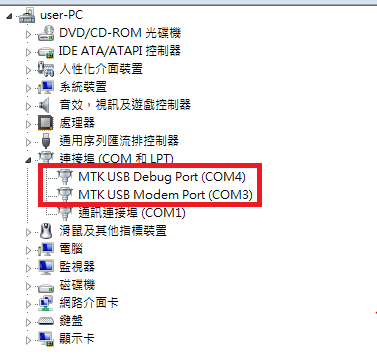 user-PC
DVD/CD-ROM 光碟機
IDE ATA/ATAPI 控制器
人性化介面裝置
系統裝置
音效，視訊及遊戲控制器
處理器
通用序列匯流排控制器
連接埠 (COM 和 LPT)
MTK USB Debug Port (COM4)
MTK USB Modem Port (COM3)
通訊連接埠 (COM1)
滑鼠及其他指標裝置
電腦
監視器
磁碟機
網路介面卡
鍵盤
顯示卡